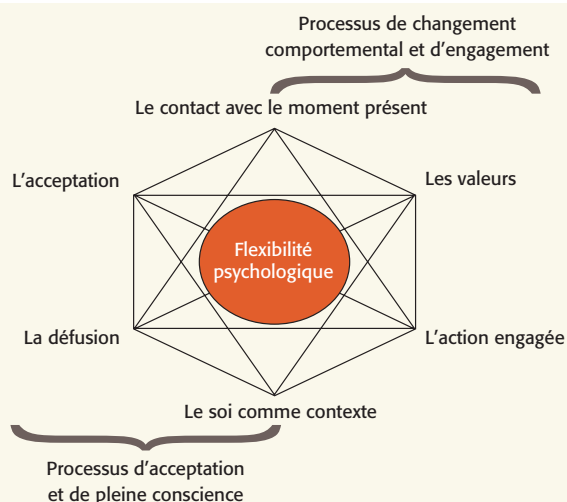 Processus de changement
comportemental et d’engagement
Le contact avec le moment présent
L’acceptation
Les valeurs
Flexibilité
psychologique
La défusion
L’action engagée
Le soi comme contexte
Processus d’acceptation
et de pleine conscience